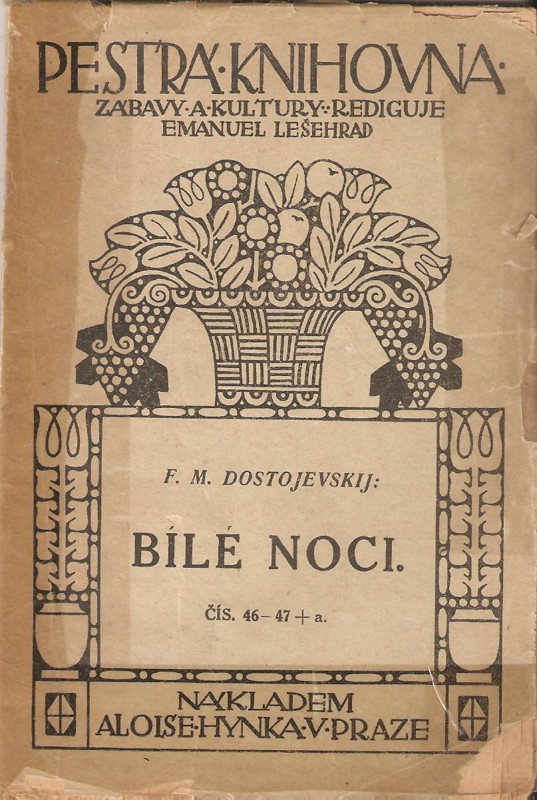 PESTRÁ·KNIHOVNA·
ZÁBAVY·A·KULTURY·:·REDIGUJE
EMANUEL LEŠEHRAD
F. M. DOSTOJEVSKIJ:
BÍLÉ NOCI.
ČÍS. 46–47+a.
NÁKLADEM
ALOISE·HYNKA·V·PRAZE